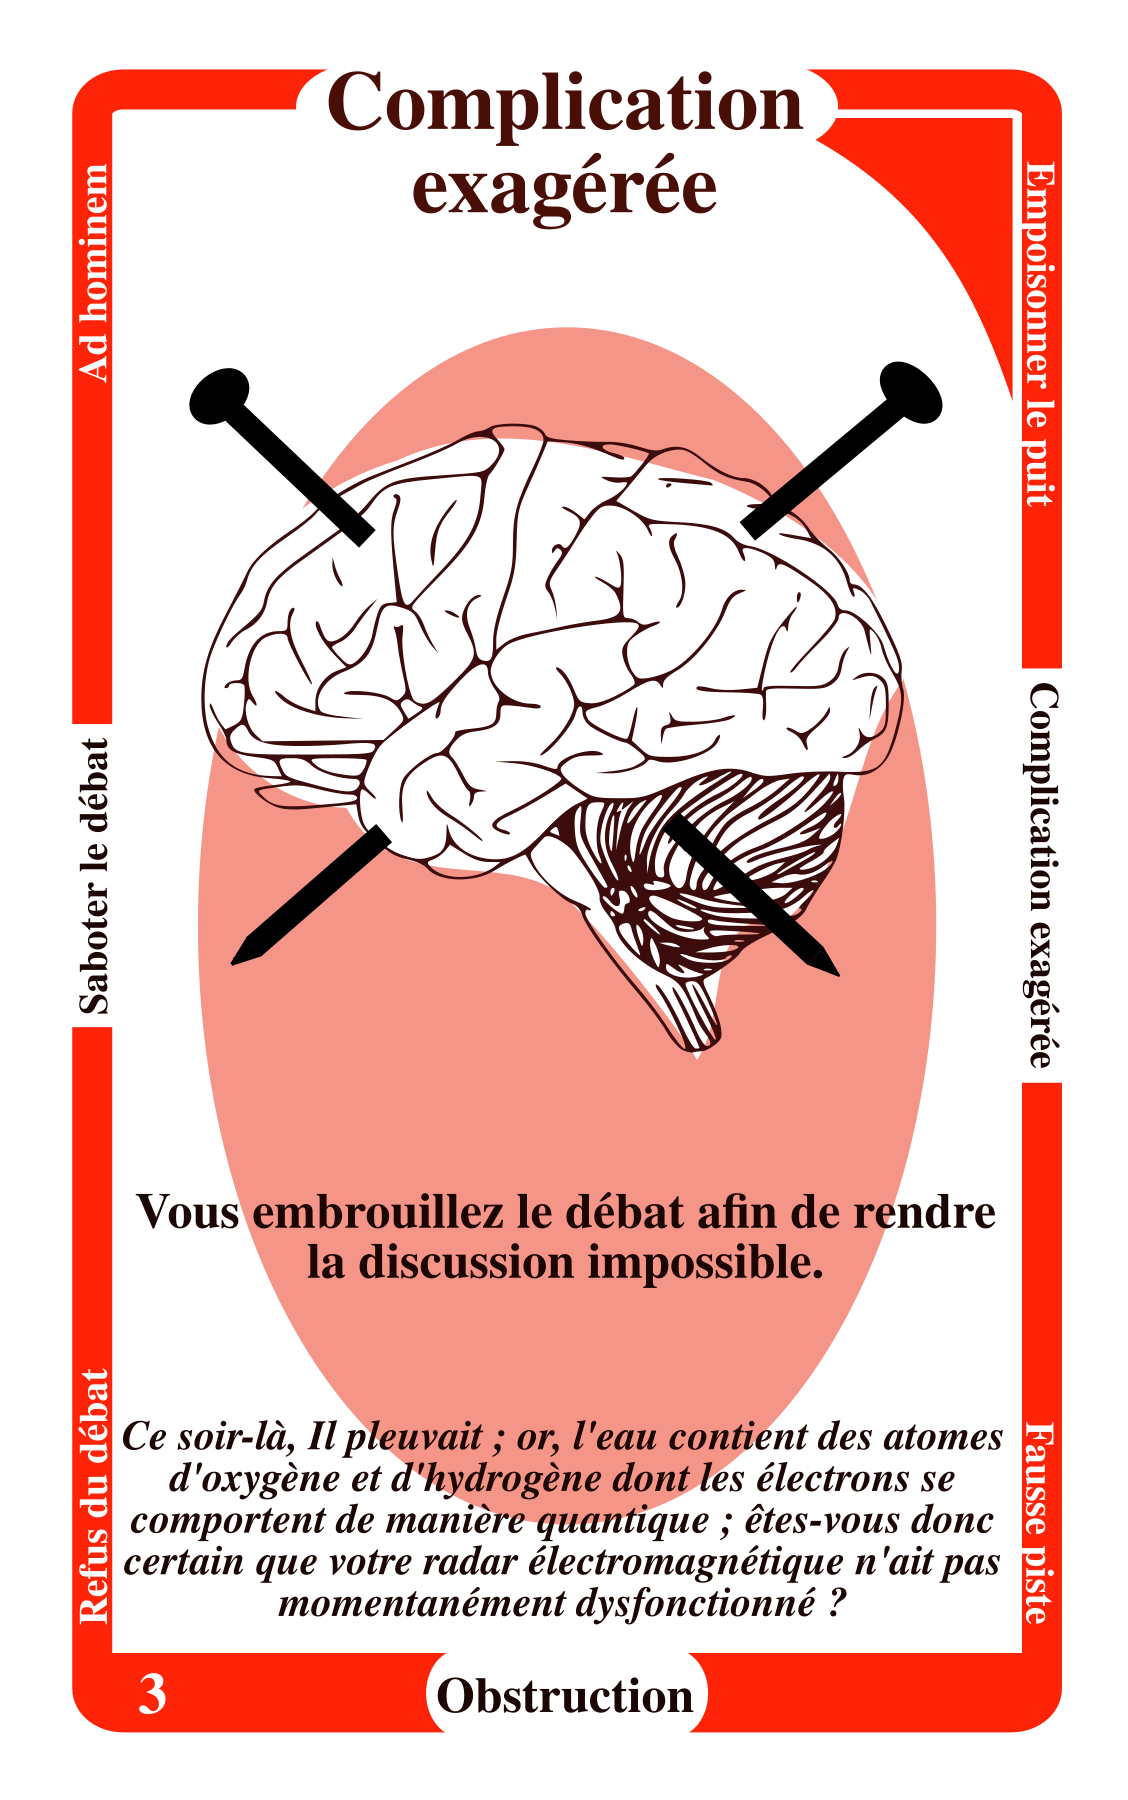 Complication
exagérée
Ad hominem
Saboter le débat
Refus du débat
Empoisonner le puit
Complication exagérée
Fausse piste
Vous embrouillez le débat afin de rendre
la discussion impossible.
Ce soir-là, Il pleuvait ; or, l'eau contient des atomes
d'oxygène et d'hydrogène dont les électrons se
comportent de manière quantique ; êtes-vous donc
certain que votre radar électromagnétique n'ait pas
momentanément dysfonctionné ?
3
Obstruction